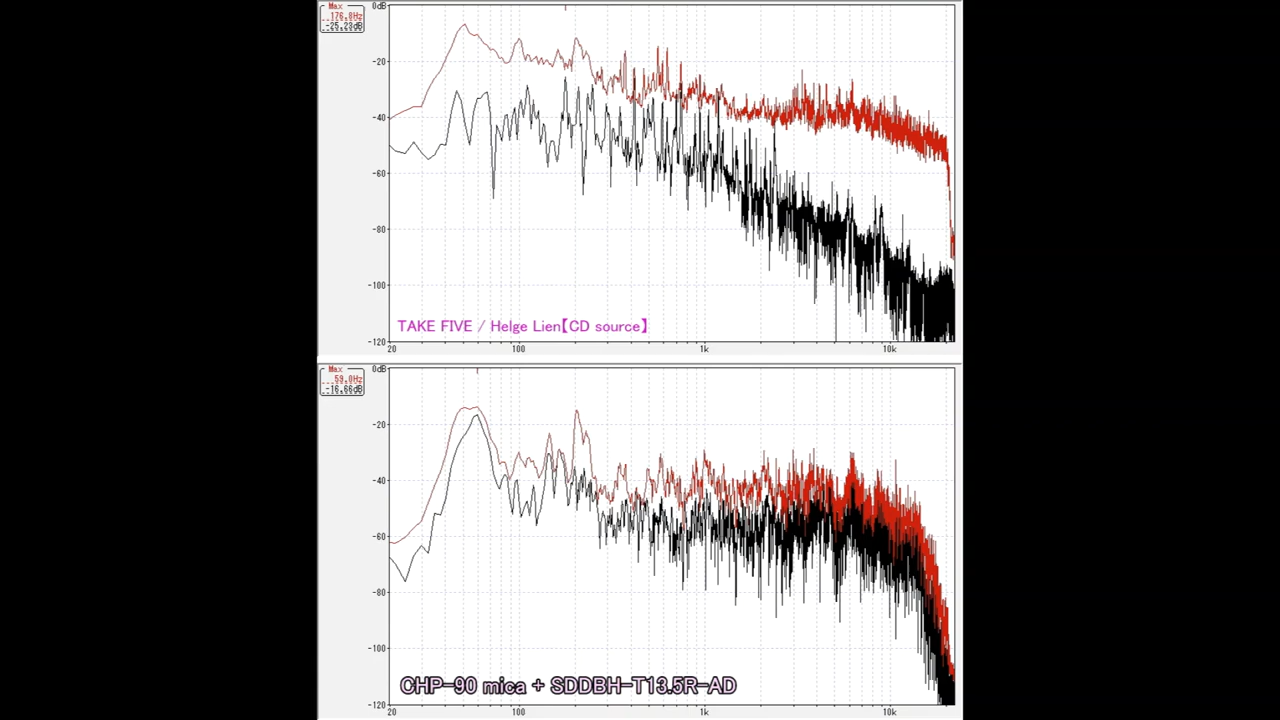 Max
176.8Hz
-25.23dB
0dB
-20
-40
-60
-80
-100
-120
TAKE FIVE / Helge Lien【CD source】
20
100
1k
10k
Max
59.0Hz
-16.66dB
0dB
-20
-40
-60
-80
-100
-120
CHP-90 mica + SDDBH-T13.5R-AD
20
100
1k
10k